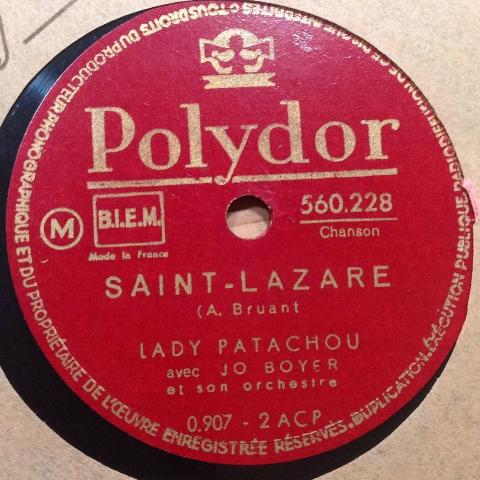 Polydor
M
B.I.E.M.
Made in France
560.228
Chanson
SAINT-LAZARE
(A. Bruant
LADY PATACHOU
avec JO BOYER
et son orchestre
0.907 - 2 ACP
TOUS DROITS DU PRODUCTEUR PHONOGRAPHIQUE ET DU PROPRIÉTAIRE DE L'ŒUVRE ENREGISTRÉE RÉSERVÉS. DUPLICATION. EXÉCUTION PUBLIQUE RADIODIFFUSION